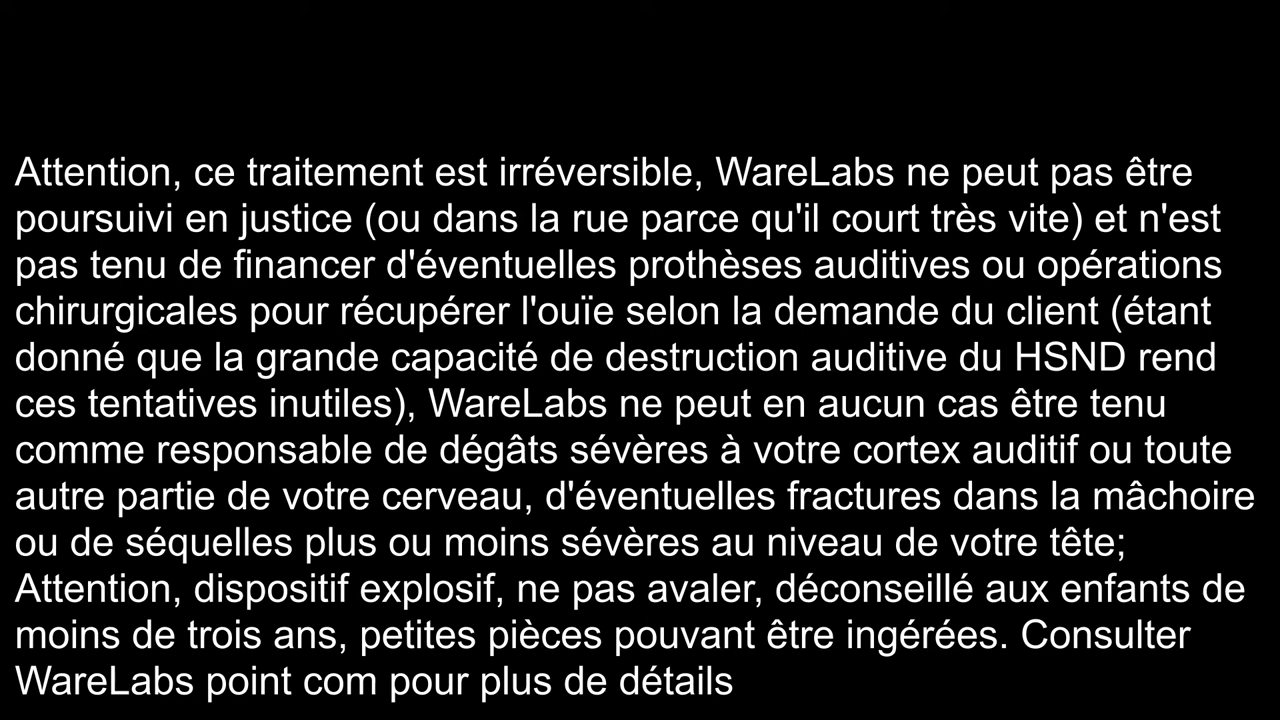 Attention, ce traitement est irréversible, WareLabs ne peut pas être
poursuivi en justice (ou dans la rue parce qu'il court très vite) et n'est
pas tenu de financer d'éventuelles prothèses auditives ou opérations
chirurgicales pour récupérer l'ouïe selon la demande du client (étant
donné que la grande capacité de destruction auditive du HSND rend
ces tentatives inutiles), WareLabs ne peut en aucun cas être tenu
comme responsable de dégâts sévères à votre cortex auditif ou toute
autre partie de votre cerveau, d'éventuelles fractures dans la mâchoire
ou de séquelles plus ou moins sévères au niveau de votre tête;
Attention, dispositif explosif, ne pas avaler, déconseillé aux enfants de
moins de trois ans, petites pièces pouvant être ingérées. Consulter
WareLabs point com pour plus de détails